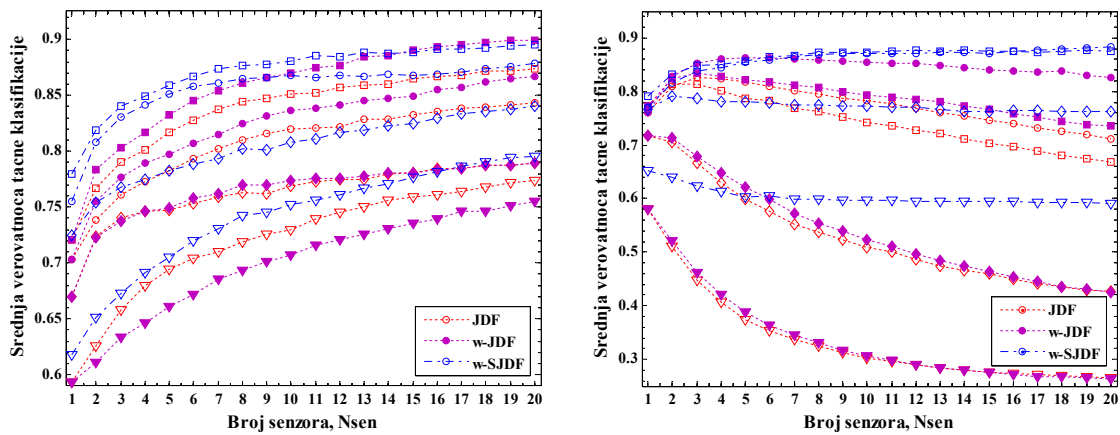 Srednja verovatnoca tacne klasifikacije
0.9
0.85
0.8
0.75
0.7
0.65
0.6
1 2 3 4 5 6 7 8 9 10 11 12 13 14 15 16 17 18 19 20
Broj senzora, Nsen
JDF
w-JDF
w-SJDF
Srednja verovatnoca tacne klasifikacije
0.9
0.8
0.7
0.6
0.5
0.4
0.3
1 2 3 4 5 6 7 8 9 10 11 12 13 14 15 16 17 18 19 20
Broj senzora, Nsen
JDF
w-JDF
w-SJDF